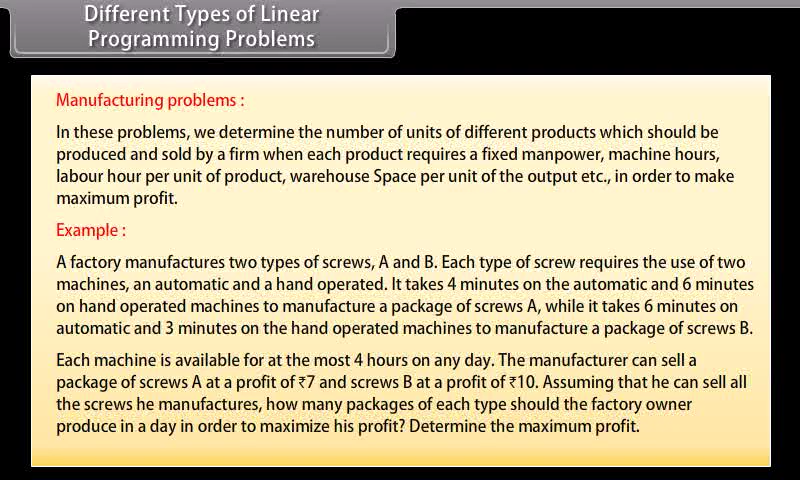 Different Types of Linear
Programming Problems
Manufacturing problems :
In these problems, we determine the number of units of different products which should be
produced and sold by a firm when each product requires a fixed manpower, machine hours,
labour hour per unit of product, warehouse Space per unit of the output etc., in order to make
maximum profit.
Example :
A factory manufactures two types of screws, A and B. Each type of screw requires the use of two
machines, an automatic and a hand operated. It takes 4 minutes on the automatic and 6 minutes
on hand operated machines to manufacture a package of screws A, while it takes 6 minutes on
automatic and 3 minutes on the hand operated machines to manufacture a package of screws B.
Each machine is available for at the most 4 hours on any day. The manufacturer can sell a
package of screws A at a profit of ₹7 and screws B at a profit of ₹10. Assuming that he can sell all
the screws he manufactures, how many packages of each type should the factory owner
produce in a day in order to maximize his profit? Determine the maximum profit.